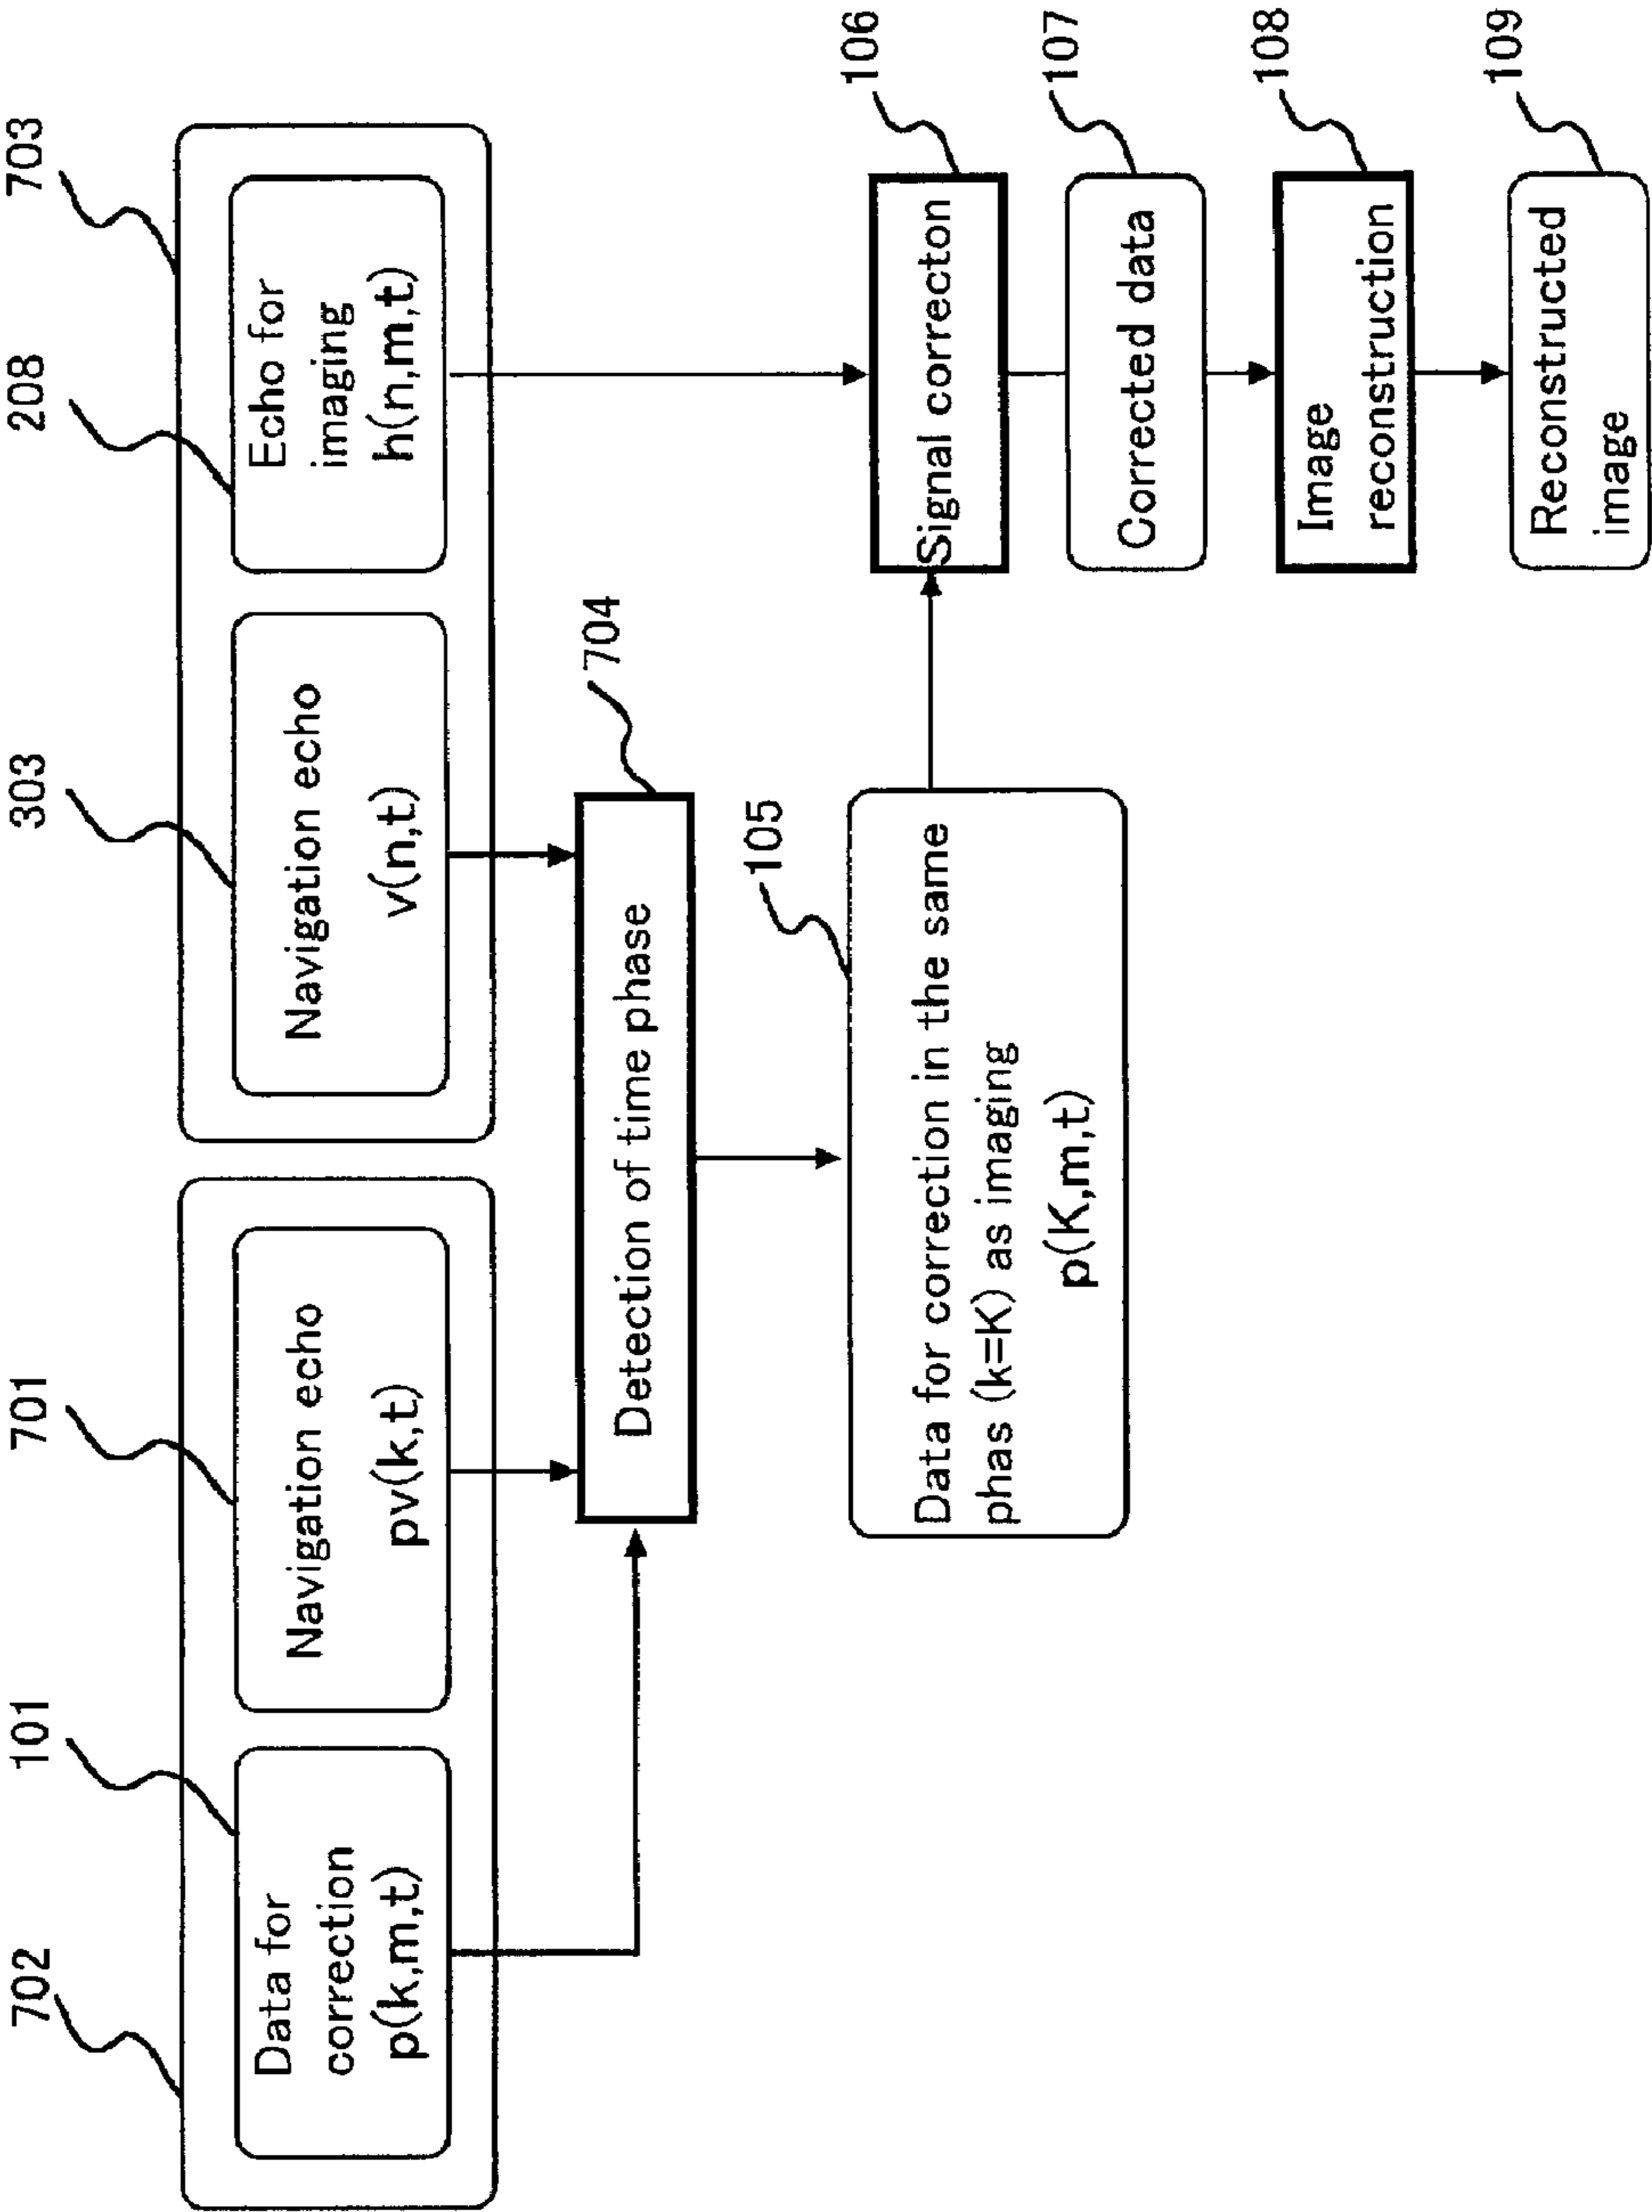 702
101
701
303
208
703
Data for
correction
p(k,m,t)
Navigation echo
pv(k,t)
Navigation echo
v(n,t)
Echo for
imaging
h(n,m,t)
704
Detection of time phase
105
Data for correction in the same
phas (k=K) as imaging
p(K,m,t)
106
Signal correcton
107
Corrected data
108
Image
reconstruction
109
Reconstructed
image